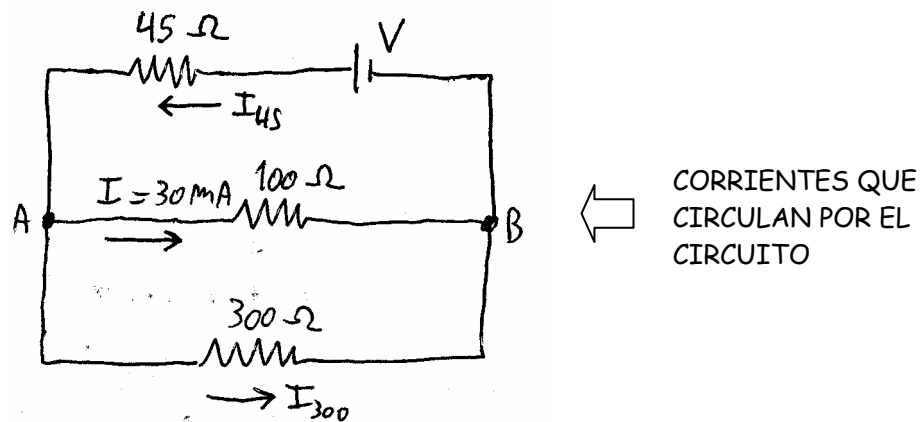 45 Ω
V
I45
I = 30 mA
100 Ω
A
B
300 Ω
I300
CORRIENTES QUE
CIRCULAN POR EL
CIRCUITO